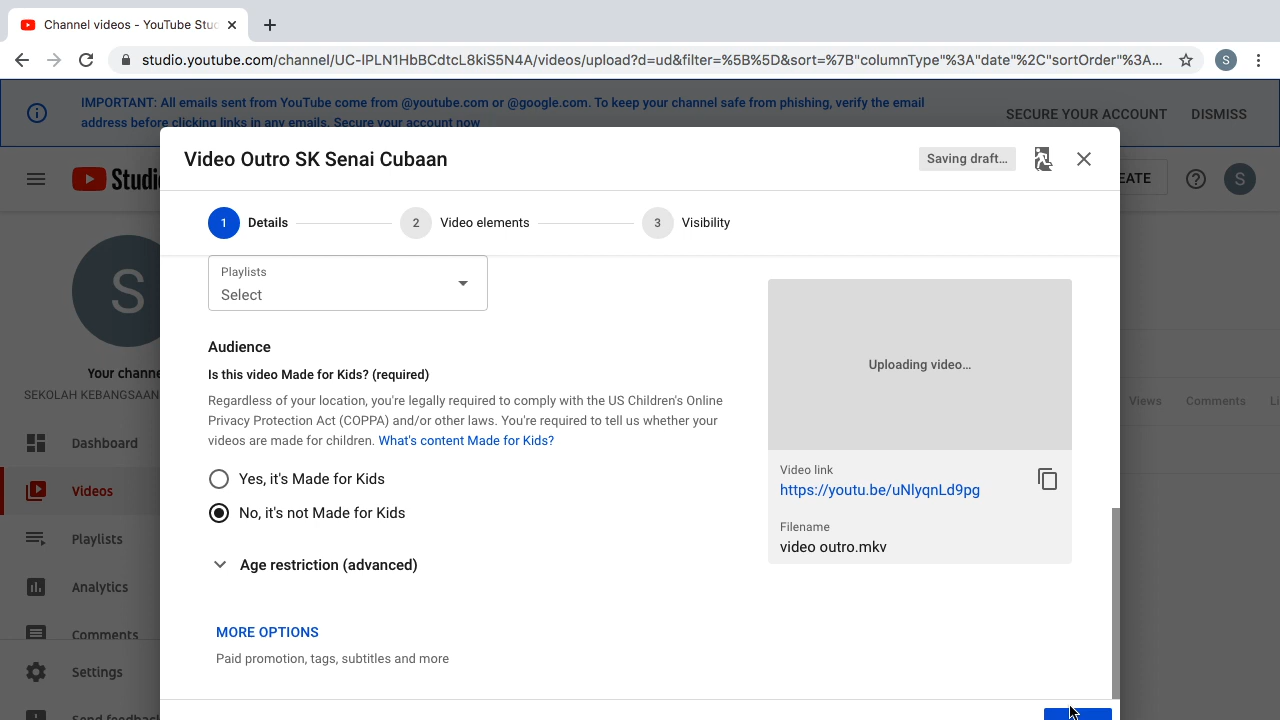 Channel videos - YouTube Stuc
studio.youtube.com/channel/UC-IPLN1HbBCdtcL8kiS5N4A/videos/upload?d=ud&filter=%5B%5D&sort=%7B"columnType"%3A"date"%2C"sortOrder"%3A...
S
IMPORTANT: All emails sent from YouTube come from @youtube.com or @google.com. To keep your channel safe from phishing, verify the email
address before clicking links in any emails. Secure your account now
SECURE YOUR ACCOUNT
DISMISS
Studi
EATE
S
Video Outro SK Senai Cubaan
Saving draft...
1 Details
2 Video elements
3 Visibility
S
Your channe
SEKOLAH KEBANGSAAN
Dashboard
Videos
Playlists
Analytics
Comments
Settings
Send feedback
Playlists
Select
Audience
Is this video Made for Kids? (required)
Regardless of your location, you're legally required to comply with the US Children's Online
Privacy Protection Act (COPPA) and/or other laws. You're required to tell us whether your
videos are made for children. What's content Made for Kids?
Yes, it's Made for Kids
No, it's not Made for Kids
Age restriction (advanced)
MORE OPTIONS
Paid promotion, tags, subtitles and more
Uploading video...
Video link
https://youtu.be/uNlyqnLd9pg
Filename
video outro.mkv
Views
Comments
Li